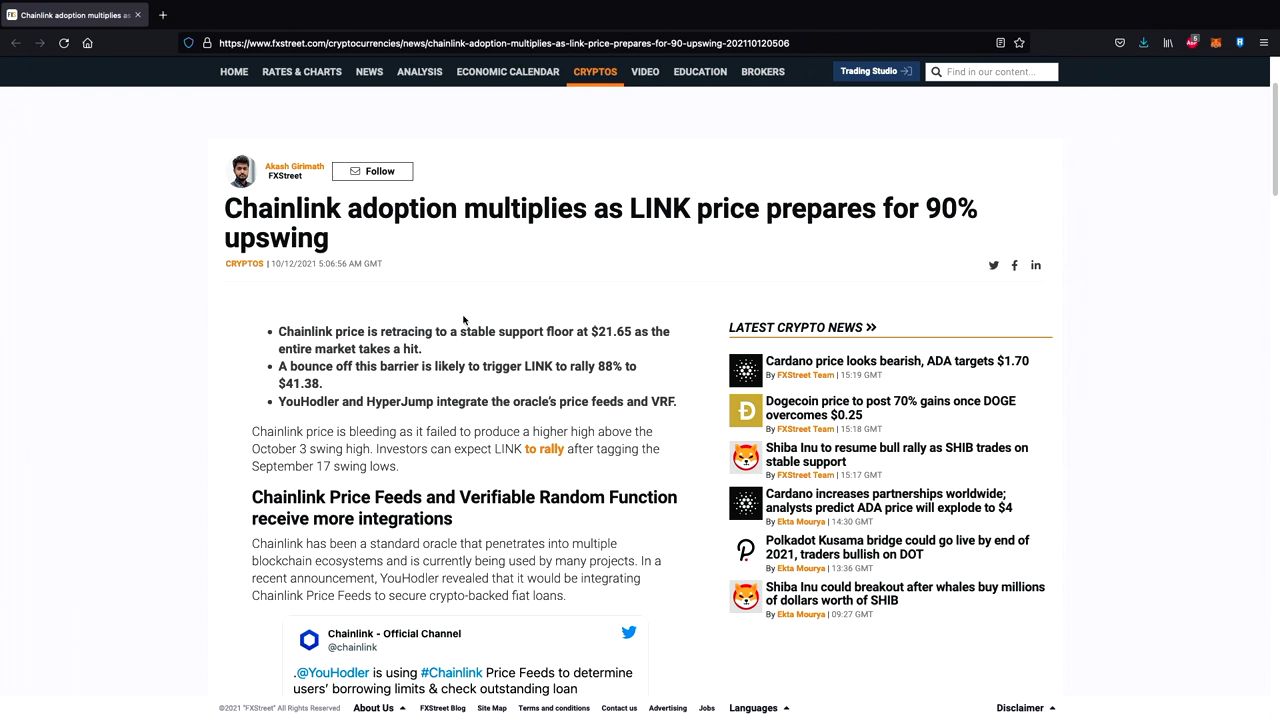 Chainlink adoption multiplies as
https://www.fxstreet.com/cryptocurrencies/news/chainlink-adoption-multiplies-as-link-price-prepares-for-90-upswing-202110120506
5
HOME RATES & CHARTS NEWS ANALYSIS ECONOMIC CALENDAR CRYPTOS VIDEO EDUCATION BROKERS Trading Studio Find in our content...
Akash Girimath
FXStreet
Follow
Chainlink adoption multiplies as LINK price prepares for 90%
upswing
CRYPTOS | 10/12/2021 5:06:56 AM GMT
• Chainlink price is retracing to a stable support floor at $21.65 as the
entire market takes a hit.
• A bounce off this barrier is likely to trigger LINK to rally 88% to
$41.38.
• YouHodler and HyperJump integrate the oracle's price feeds and VRF.
Chainlink price is bleeding as it failed to produce a higher high above the
October 3 swing high. Investors can expect LINK to rally after tagging the
September 17 swing lows.
Chainlink Price Feeds and Verifiable Random Function
receive more integrations
Chainlink has been a standard oracle that penetrates into multiple
blockchain ecosystems and is currently being used by many projects. In a
recent announcement, YouHodler revealed that it would be integrating
Chainlink Price Feeds to secure crypto-backed fiat loans.
Chainlink - Official Channel
@chainlink
.@YouHodler is using #Chainlink Price Feeds to determine
users' borrowing limits & check outstanding loan
LATEST CRYPTO NEWS
Cardano price looks bearish, ADA targets $1.70
By FXStreet Team | 15:19 GMT
Dogecoin price to post 70% gains once DOGE
overcomes $0.25
By FXStreet Team | 15:18 GMT
Shiba Inu to resume bull rally as SHIB trades on
stable support
By FXStreet Team | 15:17 GMT
Cardano increases partnerships worldwide;
analysts predict ADA price will explode to $4
By Ekta Mourya | 14:30 GMT
Polkadot Kusama bridge could go live by end of
2021, traders bullish on DOT
By Ekta Mourya | 13:36 GMT
Shiba Inu could breakout after whales buy millions
of dollars worth of SHIB
By Ekta Mourya | 09:27 GMT
©2021 "FXStreet" All Rights Reserved About Us FXStreet Blog Site Map Terms and conditions Contact us Advertising Jobs Languages Disclaimer